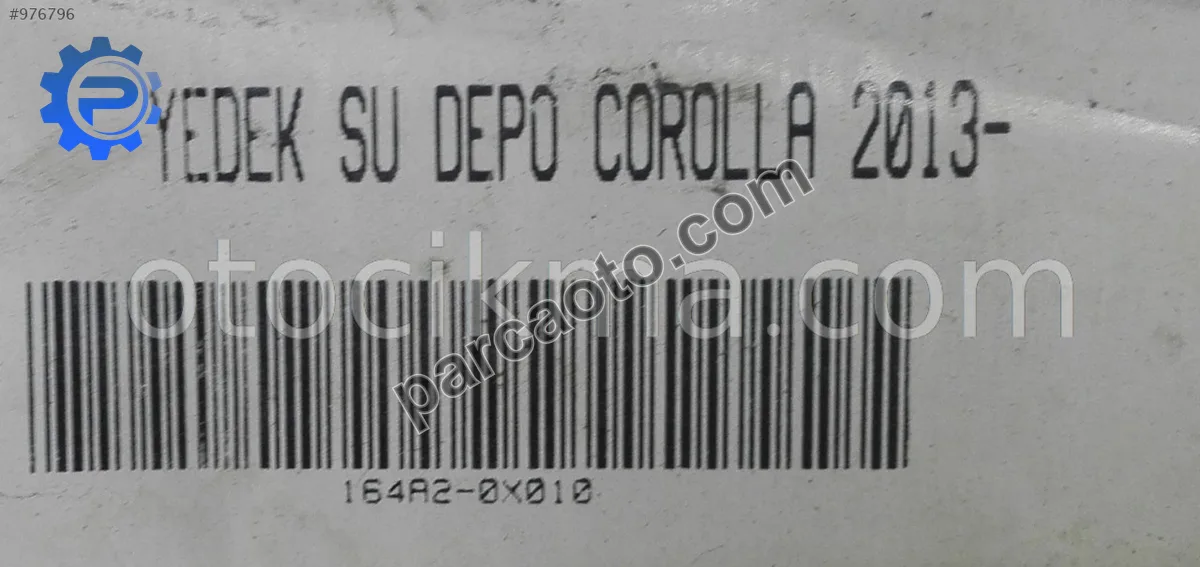 #976796
YEDEK SU DEPO COROLLA 2013-
otocikma.com
parcaoto.com
164A2-0X010